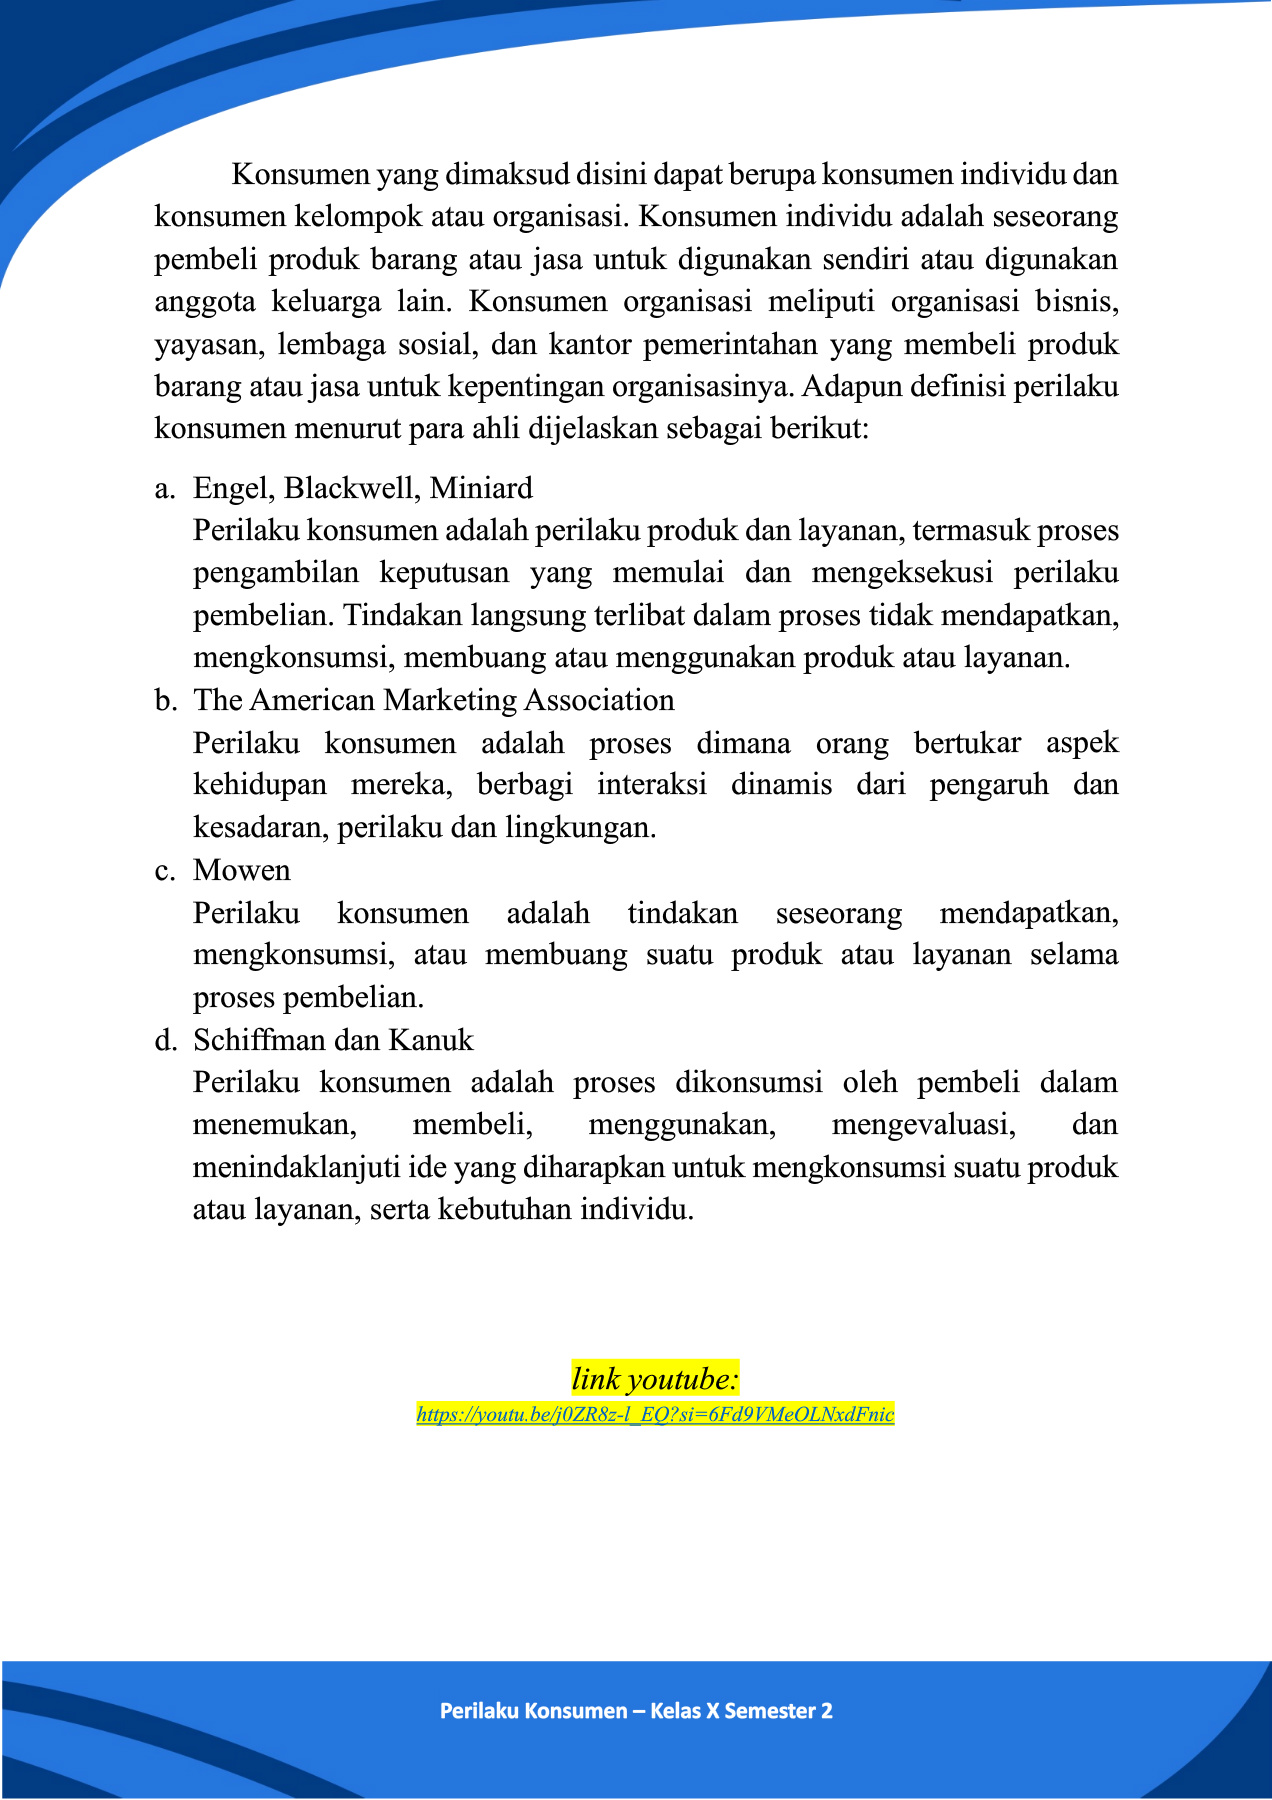 Konsumen yang dimaksud disini dapat berupa konsumen individu dan
konsumen kelompok atau organisasi. Konsumen individu adalah seseorang
pembeli produk barang atau jasa untuk digunakan sendiri atau digunakan
anggota keluarga lain. Konsumen organisasi meliputi organisasi bisnis,
yayasan, lembaga sosial, dan kantor pemerintahan yang membeli produk
barang atau jasa untuk kepentingan organisasinya. Adapun definisi perilaku
konsumen menurut para ahli dijelaskan sebagai berikut:
a. Engel, Blackwell, Miniard
Perilaku konsumen adalah perilaku produk dan layanan, termasuk proses
pengambilan keputusan yang memulai dan mengeksekusi perilaku
pembelian. Tindakan langsung terlibat dalam proses tidak mendapatkan,
mengkonsumsi, membuang atau menggunakan produk atau layanan.
b. The American Marketing Association
Perilaku konsumen adalah proses dimana orang bertukar aspek
kehidupan mereka, berbagi interaksi dinamis dari pengaruh dan
kesadaran, perilaku dan lingkungan.
c. Mowen
Perilaku konsumen adalah tindakan seseorang mendapatkan,
mengkonsumsi, atau membuang suatu produk atau layanan selama
proses pembelian.
d. Schiffman dan Kanuk
Perilaku konsumen adalah proses dikonsumsi oleh pembeli dalam
menemukan, membeli, menggunakan, mengevaluasi, dan
menindaklanjuti ide yang diharapkan untuk mengkonsumsi suatu produk
atau layanan, serta kebutuhan individu.
link youtube:
https://youtu.be/j0ZR8z-l_EQ?si=6Fd9VMeOLNxdFnic
Perilaku Konsumen – Kelas X Semester 2